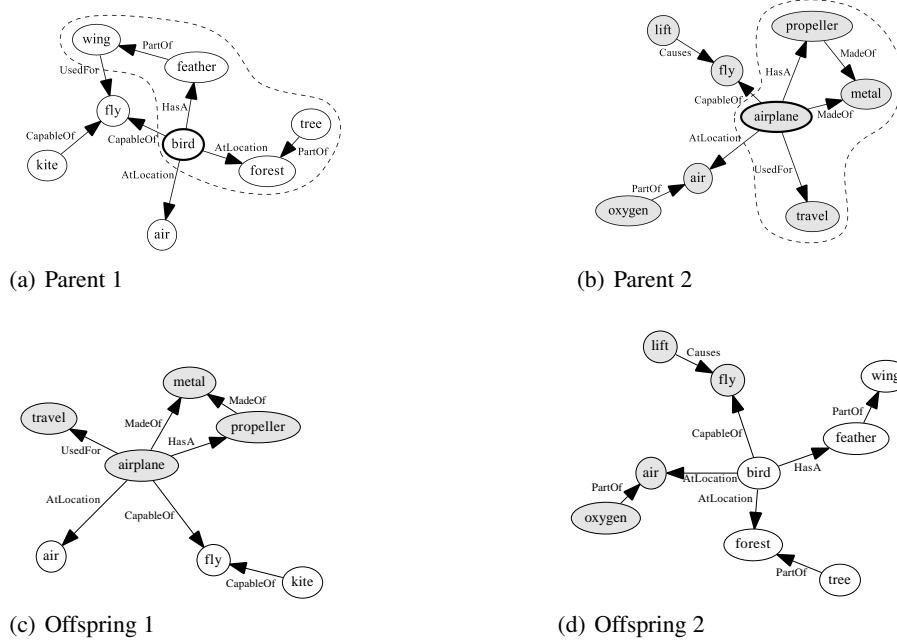 wing
PartOf
feather
UsedFor
HasA
fly
CapableOf
CapableOf
bird
kite
AtLocation
tree
PartOf
forest
AtLocation
air
(a) Parent 1
lift
Causes
propeller
fly
HasA
MadeOf
metal
CapableOf
MadeOf
airplane
AtLocation
air
UsedFor
PartOf
oxygen
travel
(b) Parent 2
metal
travel
MadeOf
MadeOf
propeller
UsedFor
HasA
airplane
AtLocation
CapableOf
air
fly
CapableOf
kite
(c) Offspring 1
lift
Causes
fly
wing
PartOf
feather
CapableOf
air
AtLocation
bird
HasA
PartOf
AtLocation
oxygen
forest
PartOf
tree
(d) Offspring 2